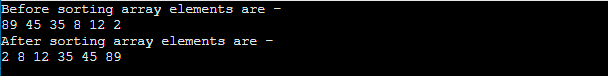 Before sorting array elements are -
89 45 35 8 12 2
After sorting array elements are -
2 8 12 35 45 89